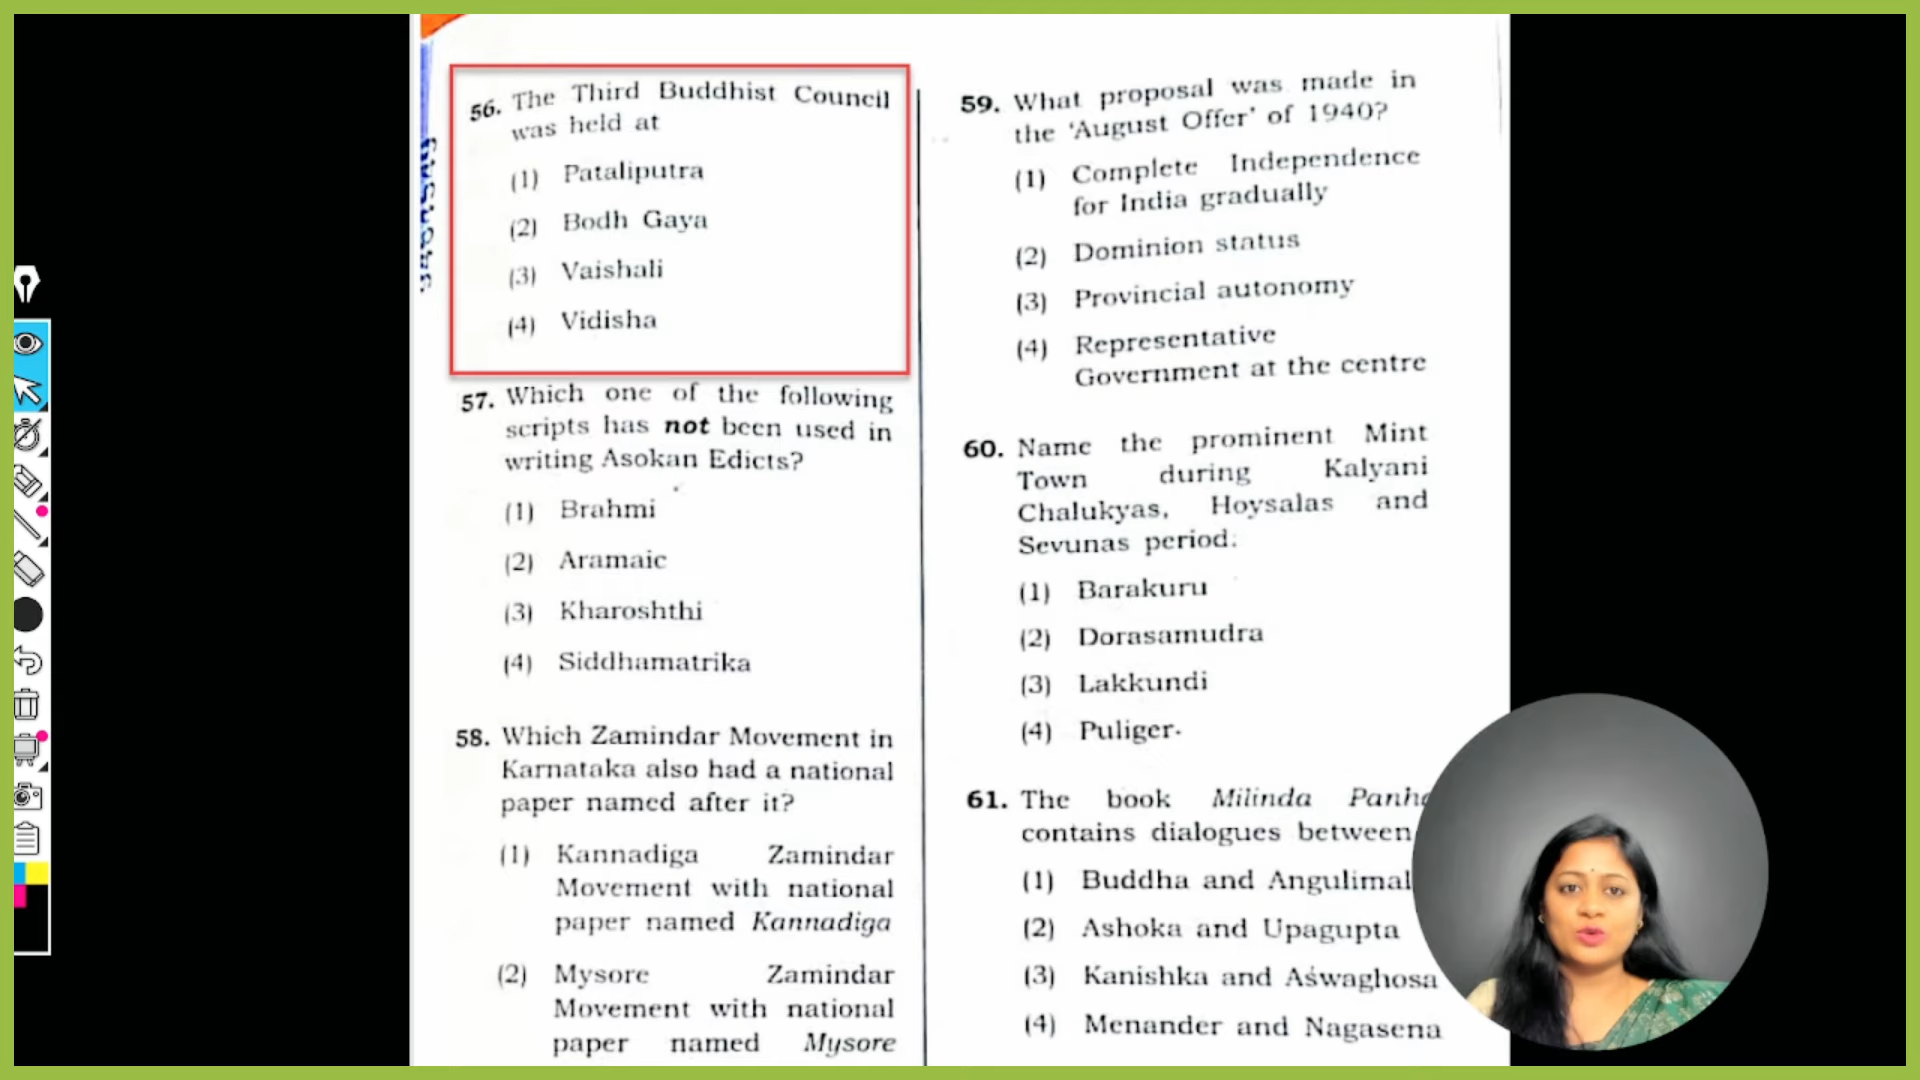 56. The Third Buddhist Council
was held at
(1) Pataliputra
(2) Bodh Gaya
(3) Vaishali
(4) Vidisha
57. Which one of the following
scripts has not been used in
writing Asokan Edicts?
(1) Brahmi
(2) Aramaic
(3) Kharoshthi
(4) Siddhamatrika
58. Which Zamindar Movement in
Karnataka also had a national
paper named after it?
(1) Kannadiga Zamindar
Movement with national
paper named Kannadiga
(2) Mysore Zamindar
Movement with national
paper named Mysore
59. What proposal was made in
the ‘August Offer’ of 1940?
(1) Complete Independence
for India gradually
(2) Dominion status
(3) Provincial autonomy
(4) Representative
Government at the centre
60. Name the prominent Mint
Town during Kalyani
Chalukyas, Hoysalas and
Sevunas period.
(1) Barakuru
(2) Dorasamudra
(3) Lakkundi
(4) Puliger
61. The book Milinda Panh
contains dialogues between
(1) Buddha and Angulimal
(2) Ashoka and Upagupta
(3) Kanishka and Aświaghosa
(4) Menander and Nagasena